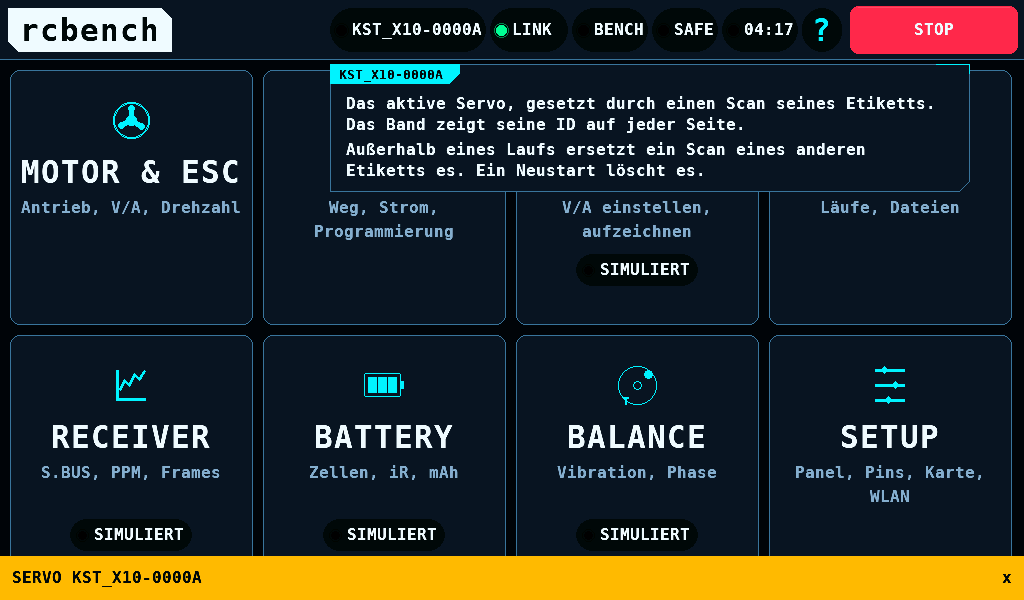 rcbench
KST_X10-0000A
LINK
BENCH
SAFE
04:17
?
STOP
KST_X10-0000A
Das aktive Servo, gesetzt durch einen Scan seines Etiketts.
Das Band zeigt seine ID auf jeder Seite.
Außerhalb eines Laufs ersetzt ein Scan eines anderen
Etiketts es. Ein Neustart löscht es.
MOTOR & ESC
Antrieb, V/A, Drehzahl
Weg, Strom,
Programmierung
V/A einstellen,
aufzeichnen
SIMULIERT
Läufe, Dateien
RECEIVER
S.BUS, PPM, Frames
SIMULIERT
BATTERY
Zellen, iR, mAh
SIMULIERT
BALANCE
Vibration, Phase
SIMULIERT
SETUP
Panel, Pins, Karte,
WLAN
SERVO KST_X10-0000A
x